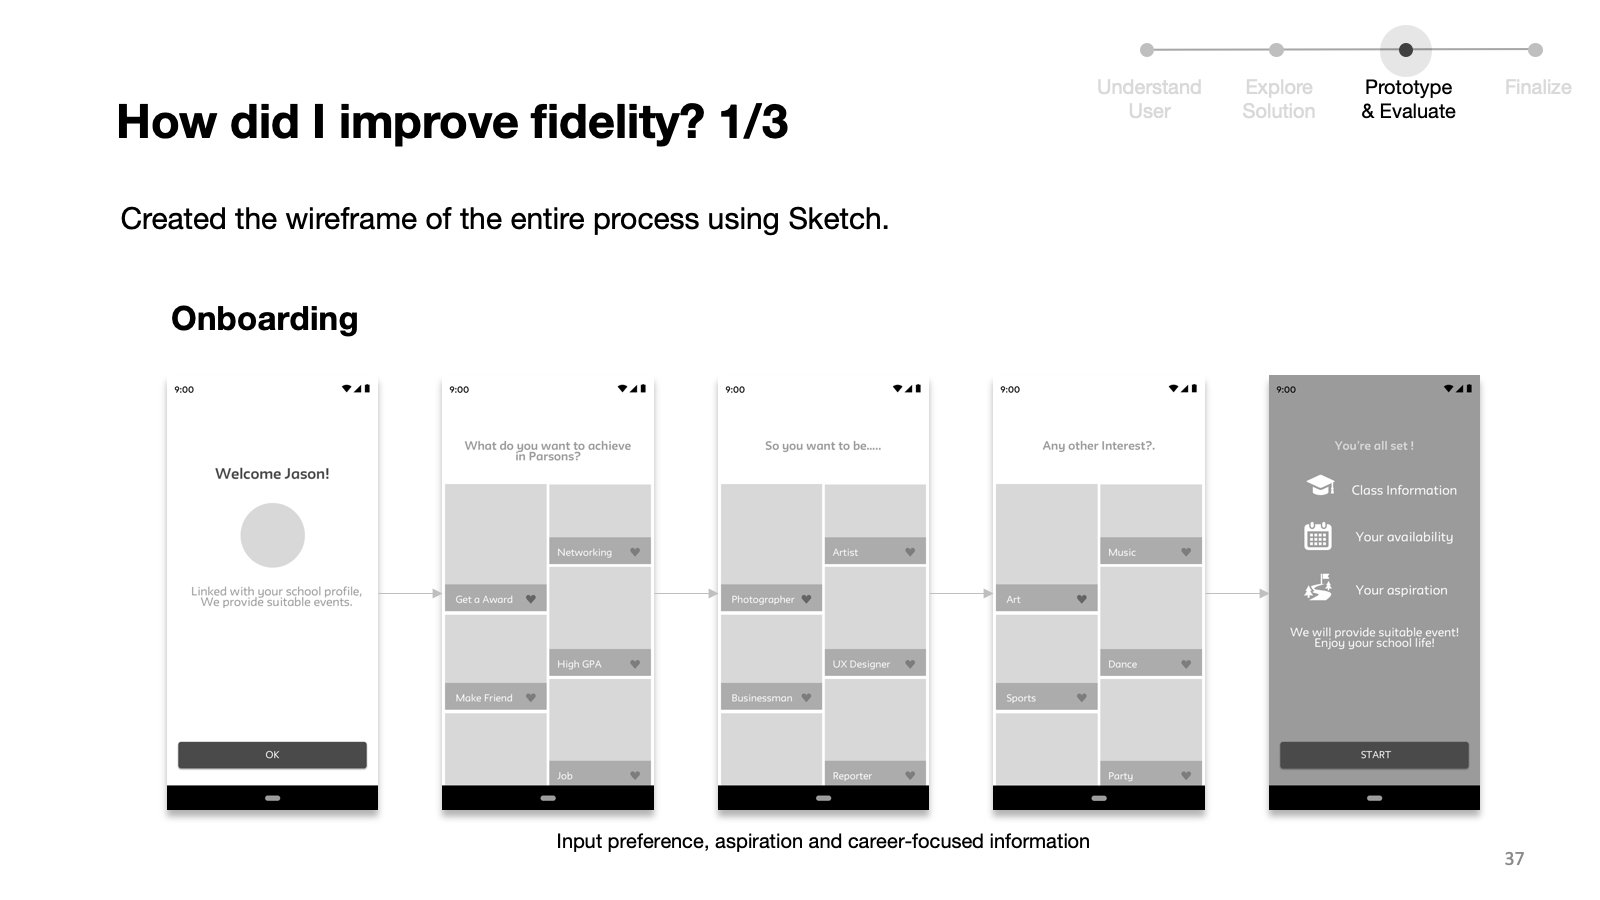 Understand
User
Explore
Solution
Prototype
& Evaluate
Finalize
How did I improve fidelity? 1/3
Created the wireframe of the entire process using Sketch.
Onboarding
9:00
Welcome Jason!
Linked with your school profile,
We provide suitable events.
OK
9:00
What do you want to achieve
in Parsons?
Networking
Get a Award
High GPA
Make Friend
Job
9:00
So you want to be.....
Artist
Photographer
UX Designer
Businessman
Reporter
9:00
Any other Interest?.
Music
Art
Dance
Sports
Party
9:00
You're all set !
Class Information
Your availability
Your aspiration
We will provide suitable event!
Enjoy your school life!
START
Input preference, aspiration and career-focused information
37